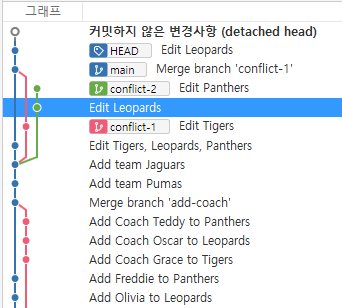 그래프
커밋하지 않은 변경사항 (detached head)
HEAD Edit Leopards
main Merge branch 'conflict-1'
conflict-2 Edit Panthers
Edit Leopards
conflict-1 Edit Tigers
Edit Tigers, Leopards, Panthers
Add team Jaguars
Add team Pumas
Merge branch 'add-coach'
Add Coach Teddy to Panthers
Add Coach Oscar to Leopards
Add Coach Grace to Tigers
Add Freddie to Panthers
Add Olivia to Leopards